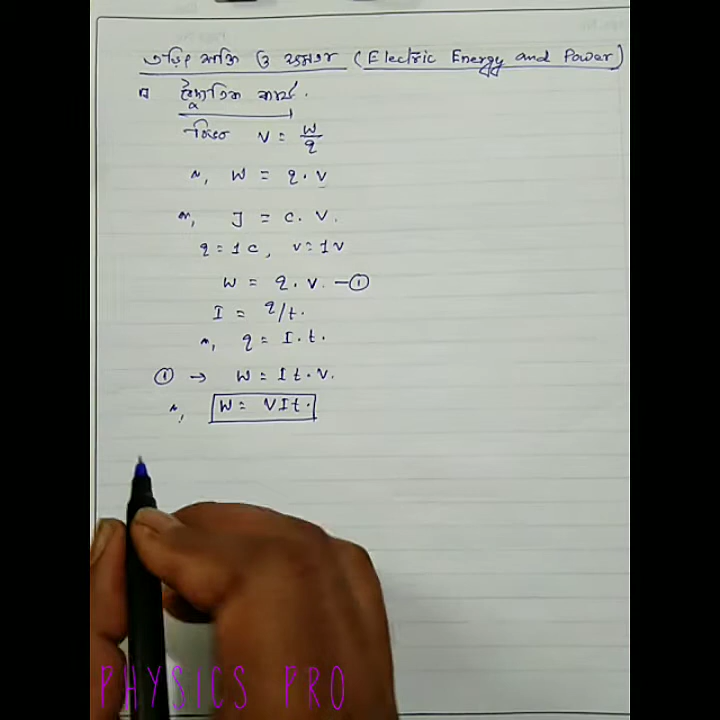 তড়িৎ শক্তি ও ক্ষমতা (Electric Energy and Power)
বৈদ্যুতিক কার্য.
V = W/q
বা, W = q. V
বা, J = C. V.
q = 1C, V = 1V
W = q. V. —①
I = q/t.
বা, q = I. t.
① → W = It. V.
বা, W = VIt.
PHYSICS PRO